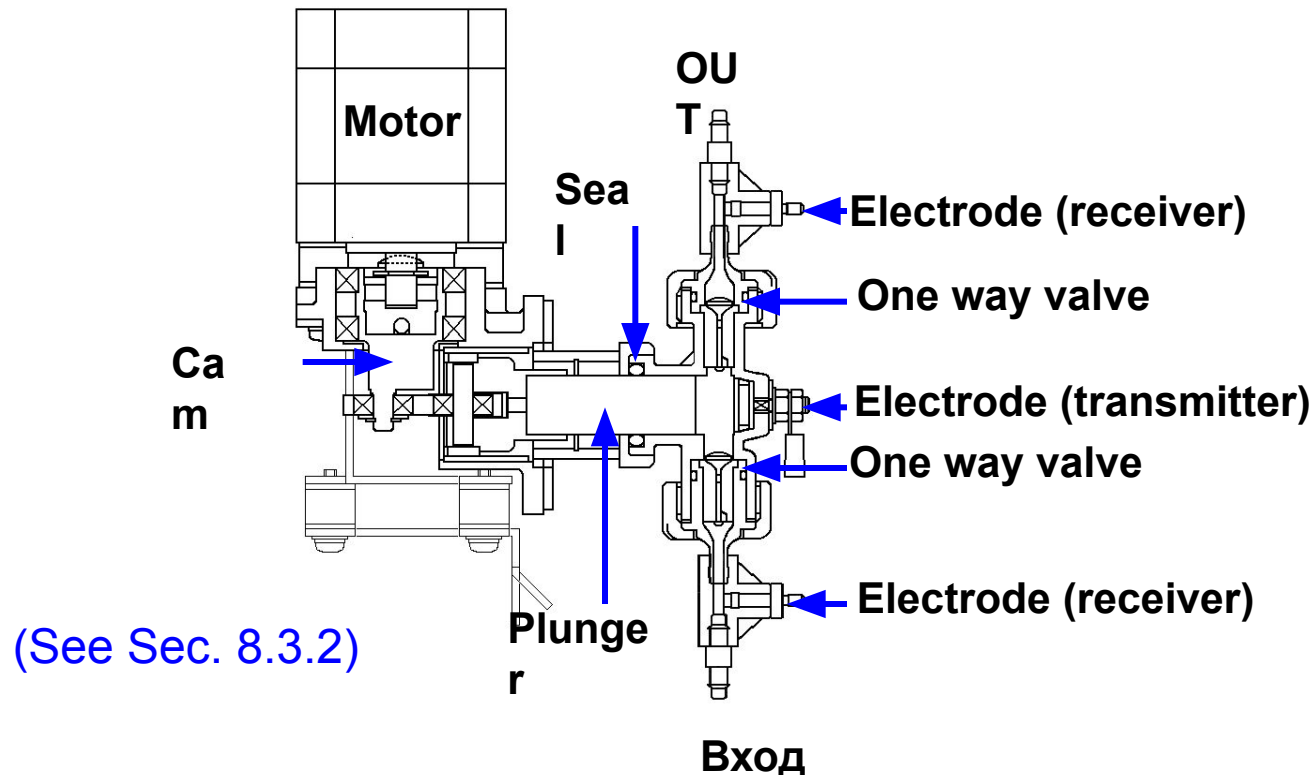 OU
T
Motor
Sea
l
Electrode (receiver)
One way valve
Ca
m
Electrode (transmitter)
One way valve
Electrode (receiver)
Plunge
r
(See Sec. 8.3.2)
Вход